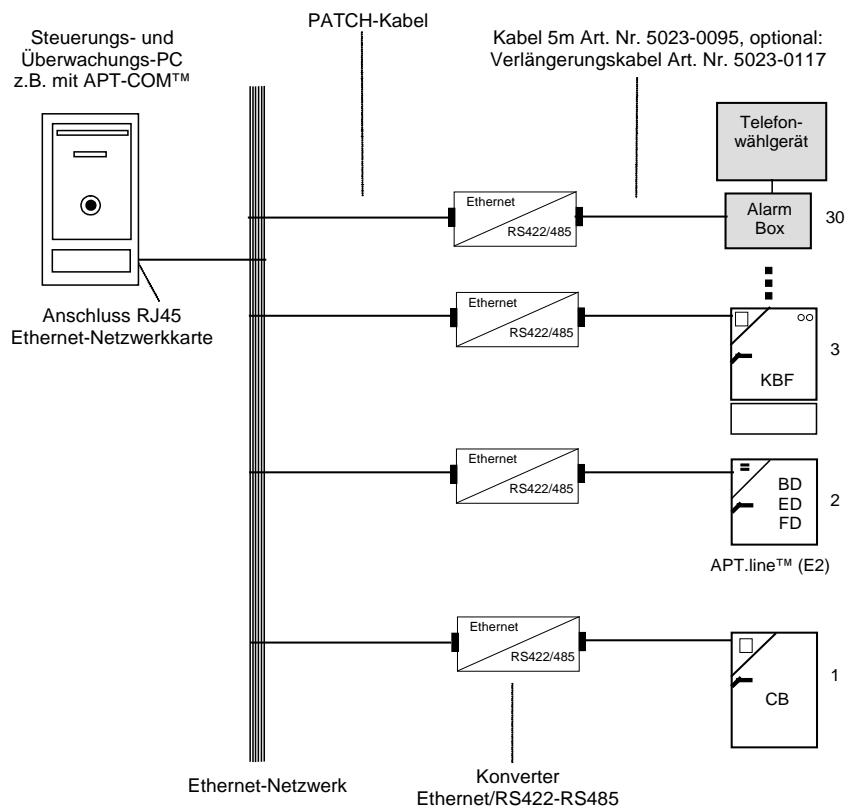 PATCH-Kabel
Steuerungs- und
Überwachungs-PC
z.B. mit APT-COM™
Kabel 5m Art. Nr. 5023-0095, optional:
Verlängerungskabel Art. Nr. 5023-0117
Telefon-
wählgerät
Ethernet
RS422/485
Alarm
Box
30
Anschluss RJ45
Ethernet-Netzwerkkarte
Ethernet
RS422/485
KBF
3
Ethernet
RS422/485
BD
ED
FD
2
APT.line™ (E2)
Ethernet
RS422/485
CB
1
Ethernet-Netzwerk
Konverter
Ethernet/RS422-RS485